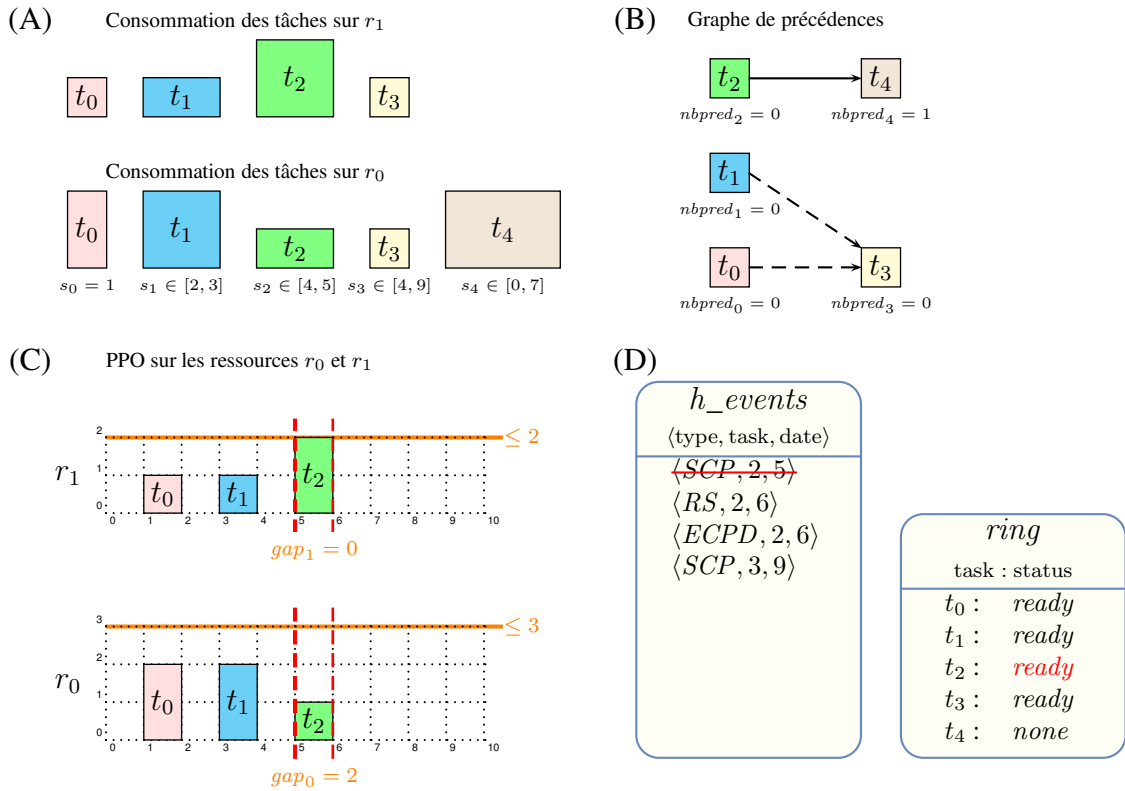 (A)
Consommation des tâches sur r1
t0 t1 t2 t3
Consommation des tâches sur r0
t0 t1 t2 t3 t4
s0 = 1 s1 ∈ [2, 3] s2 ∈ [4, 5] s3 ∈ [4, 9] s4 ∈ [0, 7]
(B)
Graphe de précédences
t2 t4
nbpred2 = 0 nbpred4 = 1
t1
nbpred1 = 0
t0 t3
nbpred0 = 0 nbpred3 = 0
(C)
PPO sur les ressources r0 et r1
2 ≤ 2
1
0
r1
t0 t1 t2
0 1 2 3 4 5 6 7 8 9 10
gap1 = 0
3 ≤ 3
2
1
0
r0
t0 t1 t2
0 1 2 3 4 5 6 7 8 9 10
gap0 = 2
(D)
h_events
⟨type, task, date⟩
⟨SCP, 2, 5⟩
⟨RS, 2, 6⟩
⟨ECPD, 2, 6⟩
⟨SCP, 3, 9⟩
ring
task : status
t0 : ready
t1 : ready
t2 : ready
t3 : ready
t4 : none